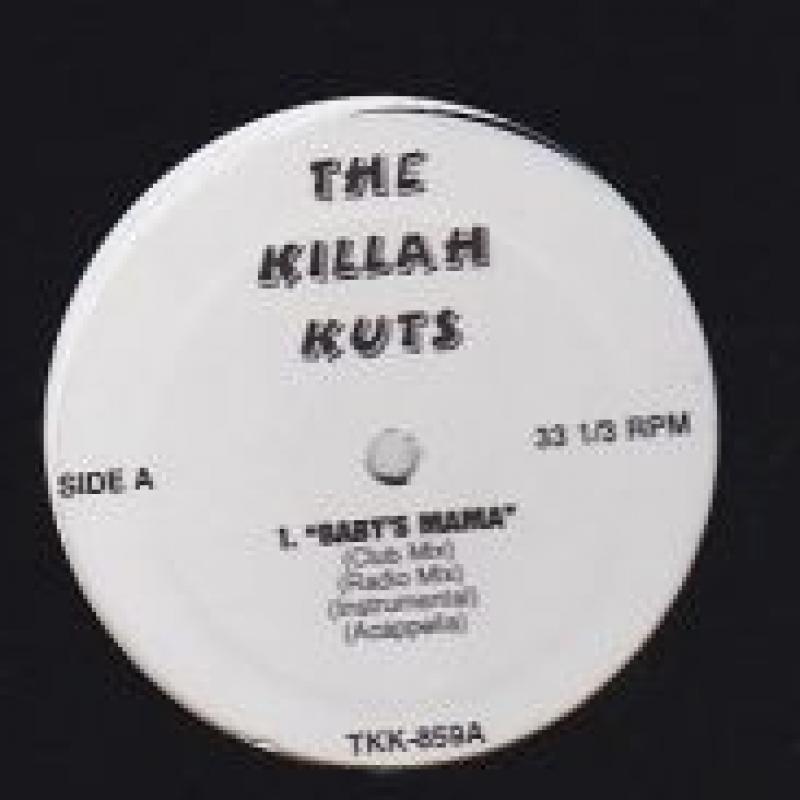 THE
KILLAH
KUTS
33 1/3 RPM
SIDE A
1. "BABY'S MAMA"
(Club Mix)
(Radio Mix)
(Instrumental)
(Acappella)
TKK-859A